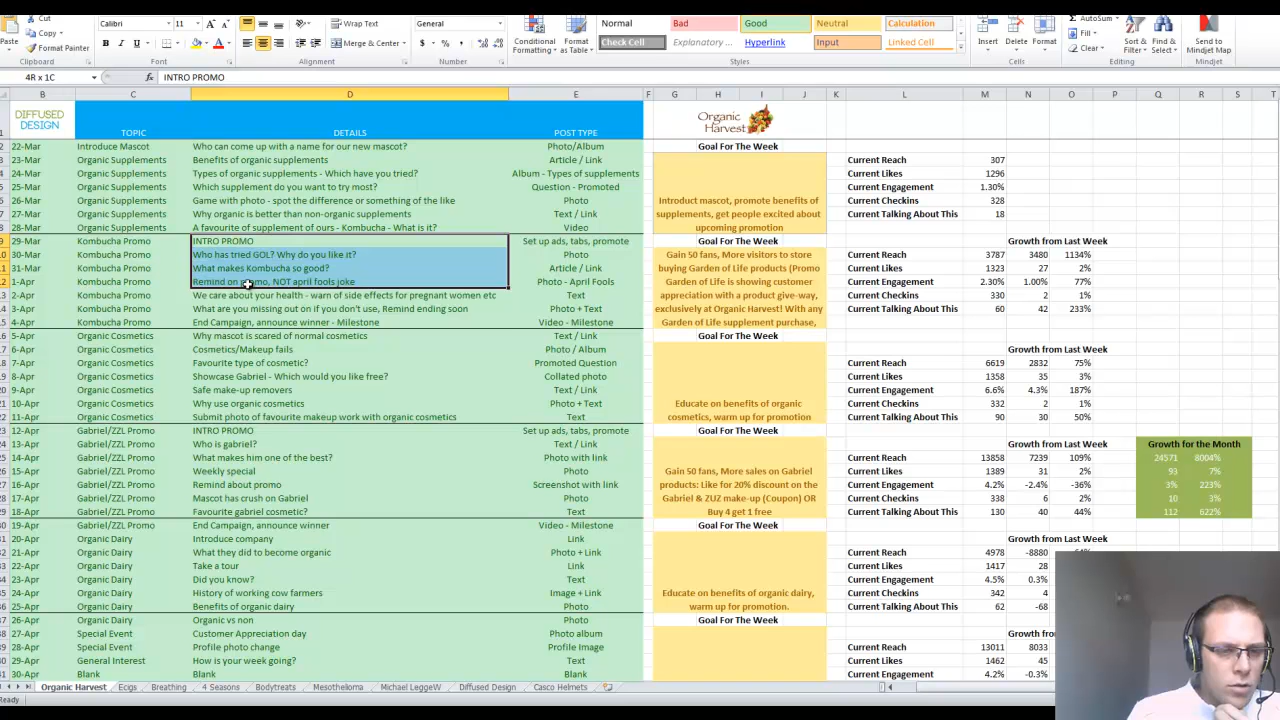 Cut
Copy
Paste
Format Painter
Clipboard
Calibri 11
B I U
Font
Wrap Text
Merge & Center
Alignment
General
$ % ,
Number
Conditional Formatting
Format as Table
Normal Bad Good Neutral Calculation
Check Cell Explanatory ... Hyperlink Input Linked Cell
Styles
Insert Delete Format
Cells
AutoSum
Fill
Clear
Sort & Filter
Find & Select
Editing
Send to Mindjet Map
Mindjet
4R x 1C fx INTRO PROMO
B C D E F G H I J K L M N O P Q R S T
DIFFUSED DESIGN TOPIC DETAILS POST TYPE Organic Harvest
22-Mar Introduce Mascot Who can come up with a name for our new mascot? Photo/Album Goal For The Week
23-Mar Organic Supplements Benefits of organic supplements Article / Link Current Reach 307
24-Mar Organic Supplements Types of organic supplements - Which have you tried? Album - Types of supplements Current Likes 1296
25-Mar Organic Supplements Which supplement do you want to try most? Question - Promoted Current Engagement 1.30%
26-Mar Organic Supplements Game with photo - spot the difference or something of the like Photo Introduce mascot, promote benefits of Current Checkins 328
27-Mar Organic Supplements Why organic is better than non-organic supplements Text / Link supplements, get people excited about Current Talking About This 18
28-Mar Organic Supplements A favourite of supplement of ours - Kombucha - What is it? Video upcoming promotion
29-Mar Kombucha Promo INTRO PROMO Set up ads, tabs, promote Goal For The Week Growth from Last Week
30-Mar Kombucha Promo Who has tried GOL? Why do you like it? Photo Gain 50 fans, More visitors to store Current Reach 3787 3480 1134%
31-Mar Kombucha Promo What makes Kombucha so good? Article / Link buying Garden of Life products (Promo Current Likes 1323 27 2%
1-Apr Kombucha Promo Remind on promo, NOT april fools joke Photo - April Fools Garden of Life is showing customer Current Engagement 2.30% 1.00% 77%
2-Apr Kombucha Promo We care about your health - warn of side effects for pregnant women etc Text appreciation with a product give-way, Current Checkins 330 2 1%
3-Apr Kombucha Promo What are you missing out on if you don't use, Remind ending soon Photo + Text exclusively at Organic Harvest! With any Current Talking About This 60 42 233%
4-Apr Kombucha Promo End Campaign, announce winner - Milestone Video - Milestone Garden of Life supplement purchase,
5-Apr Organic Cosmetics Why mascot is scared of normal cosmetics Text / Link Goal For The Week
6-Apr Organic Cosmetics Cosmetics/Makeup fails Photo / Album Growth from Last Week
7-Apr Organic Cosmetics Favourite type of cosmetic? Promoted Question Current Reach 6619 2832 75%
8-Apr Organic Cosmetics Showcase Gabriel - Which would you like free? Collated photo Current Likes 1358 35 3%
9-Apr Organic Cosmetics Safe make-up removers Text / Link Current Engagement 6.6% 4.3% 187%
10-Apr Organic Cosmetics Why use organic cosmetics Photo + Text Educate on benefits of organic Current Checkins 332 2 1%
11-Apr Organic Cosmetics Submit photo of favourite makeup work with organic cosmetics Text cosmetics, warm up for promotion Current Talking About This 90 30 50%
12-Apr Gabriel/ZZL Promo INTRO PROMO Set up ads, tabs, promote Goal For The Week
13-Apr Gabriel/ZZL Promo Who is gabriel? Text / Link Growth from Last Week Growth for the Month
14-Apr Gabriel/ZZL Promo What makes him one of the best? Photo with link Current Reach 13858 7239 109% 24571 8004%
15-Apr Gabriel/ZZL Promo Weekly special Photo Gain 50 fans, More sales on Gabriel Current Likes 1389 31 2% 93 7%
16-Apr Gabriel/ZZL Promo Remind about promo Screenshot with link products: Like for 20% discount on the Current Engagement 4.2% -2.4% -36% 3% 223%
17-Apr Gabriel/ZZL Promo Mascot has crush on Gabriel Photo Gabriel & ZUZ make-up (Coupon) OR Current Checkins 338 6 2% 10 3%
18-Apr Gabriel/ZZL Promo Favourite gabriel cosmetic? Text Buy 4 get 1 free Current Talking About This 130 40 44% 112 622%
19-Apr Gabriel/ZZL Promo End Campaign, announce winner Video - Milestone Goal For The Week
20-Apr Organic Dairy Introduce company Link Growth from Last Week
21-Apr Organic Dairy What they did to become organic Photo + Link Current Reach 4978 -8880
22-Apr Organic Dairy Take a tour Link Current Likes 1417 28
23-Apr Organic Dairy Did you know? Text Current Engagement 4.5% 0.3%
24-Apr Organic Dairy History of working cow farmers Image + Link Educate on benefits of organic dairy, Current Checkins 342 4
25-Apr Organic Dairy Benefits of organic dairy Photo warm up for promotion. Current Talking About This 62 -68
26-Apr Organic Dairy Organic vs non Photo Goal For The Week
27-Apr Special Event Customer Appreciation day Photo album Growth fro
28-Apr Special Event Profile photo change Profile Image Current Reach 13011 8033
29-Apr General Interest How is your week going? Text Current Likes 1462 45
30-Apr Blank Blank Blank Current Engagement 4.2% -0.3%
Organic Harvest Ecigs Breathing 4 Seasons Bodytreats Mesothelioma Michael LeggeW Diffused Design Casco Helmets
Ready